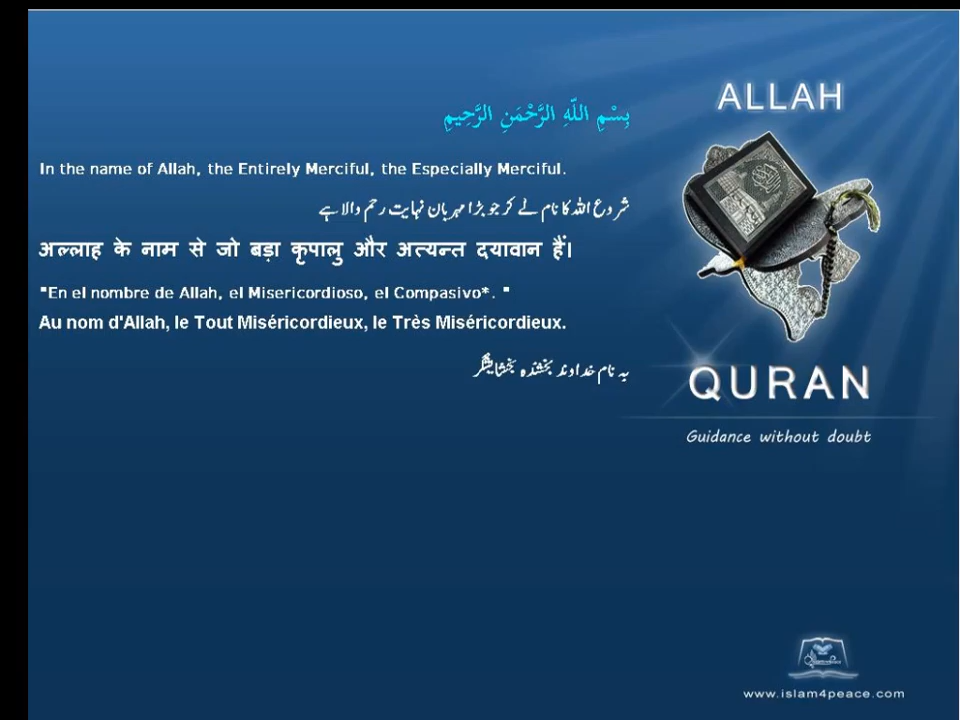 بِسْمِ اللَّهِ الرَّحْمَنِ الرَّحِيمِ
In the name of Allah, the Entirely Merciful, the Especially Merciful.
شروع الله کا نام لے کر جو بڑا مہربان نہایت رحم والا ہے
अल्लाह के नाम से जो बड़ा कृपालु और अत्यन्त दयावान हैं।
"En el nombre de Allah, el Misericordioso, el Compasivo*. "
Au nom d'Allah, le Tout Miséricordieux, le Très Miséricordieux.
به نام خداوند بخشنده بخشایشگر
ALLAH
QURAN
Guidance without doubt
www.islam4peace.com